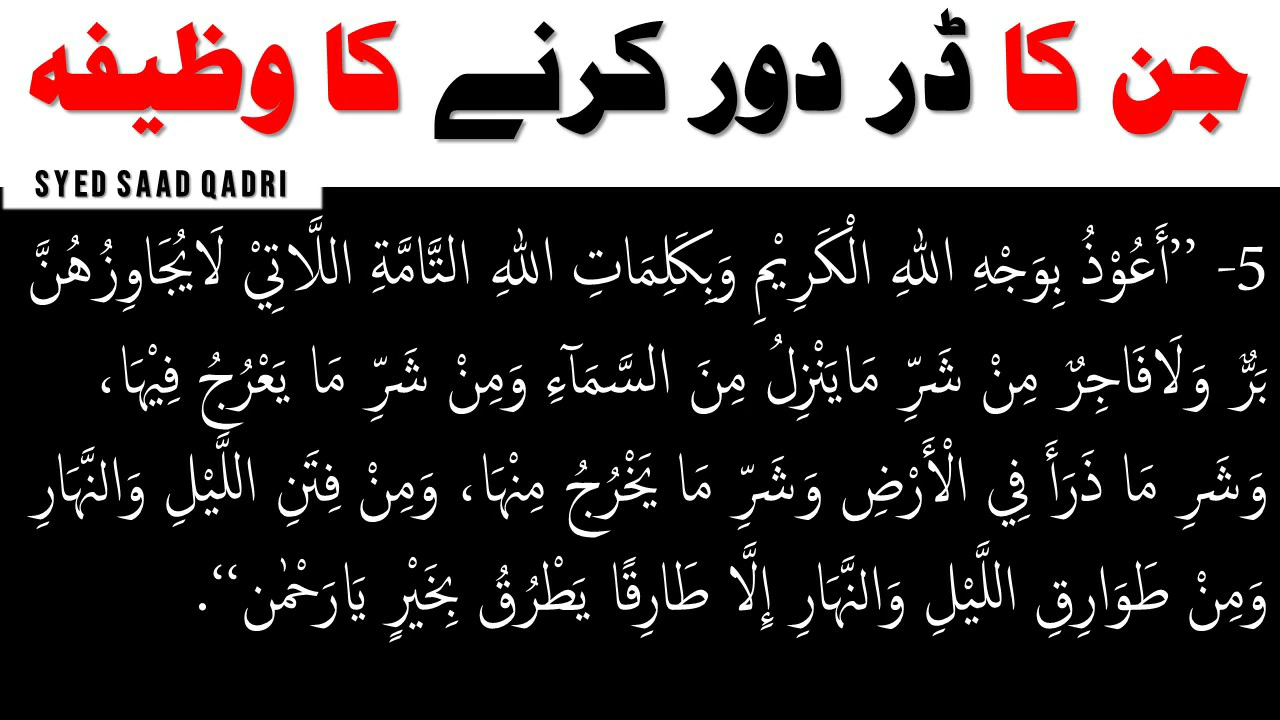 جن کا ڈر دور کرنے کا وظیفہ
SYED SAAD QADRI
5- ’’أَعُوْذُ بِوَجْهِ اللهِ الْكَرِيْمِ وَبِكَلِمَاتِ اللهِ التَّامَّةِ اللَّاتِيْ لَايُجَاوِزُهُنَّ
بَرٌّ وَلَافَاجِرٌ مِنْ شَرِّ مَايَنْزِلُ مِنَ السَّمَآءِ وَمِنْ شَرِّ مَا يَعْرُجُ فِيْهَا،
وَشَرِ مَا ذَرَأَ فِي الْأَرْضِ وَشَرِّ مَا يَخْرُجُ مِنْهَا، وَمِنْ فِتَنِ اللَّيْلِ وَالنَّهَارِ
وَمِنْ طَوَارِقِ اللَّيْلِ وَالنَّهَارِ إِلَّا طَارِقًا يَطْرُقُ بِخَيْرٍ يَارَحْمٰن‘‘.